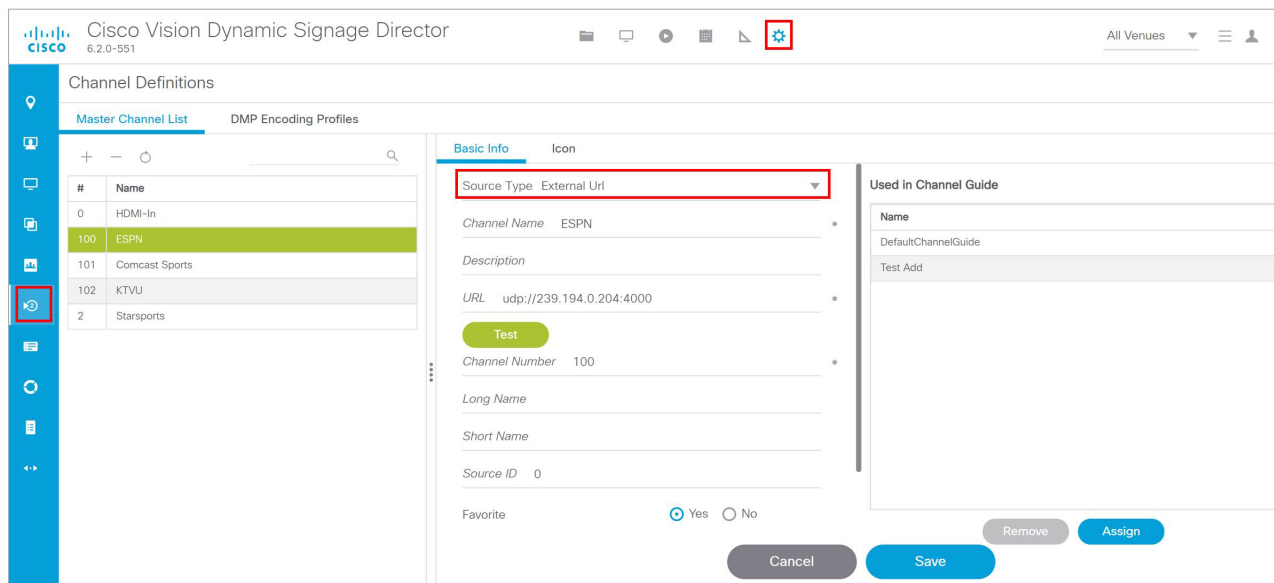 CISCO
Cisco Vision Dynamic Signage Director
6.2.0-551
All Venues
Channel Definitions
Master Channel List DMP Encoding Profiles
# Name
0 HDMI-In
100 ESPN
101 Comcast Sports
102 KTVU
2 Starsports
Basic Info Icon
Source Type External Url
Channel Name ESPN *
Description
URL udp://239.194.0.204:4000 *
Test
Channel Number 100 *
Long Name
Short Name
Source ID 0
Favorite Yes No
Used in Channel Guide
Name
DefaultChannelGuide
Test Add
Remove Assign
Cancel Save